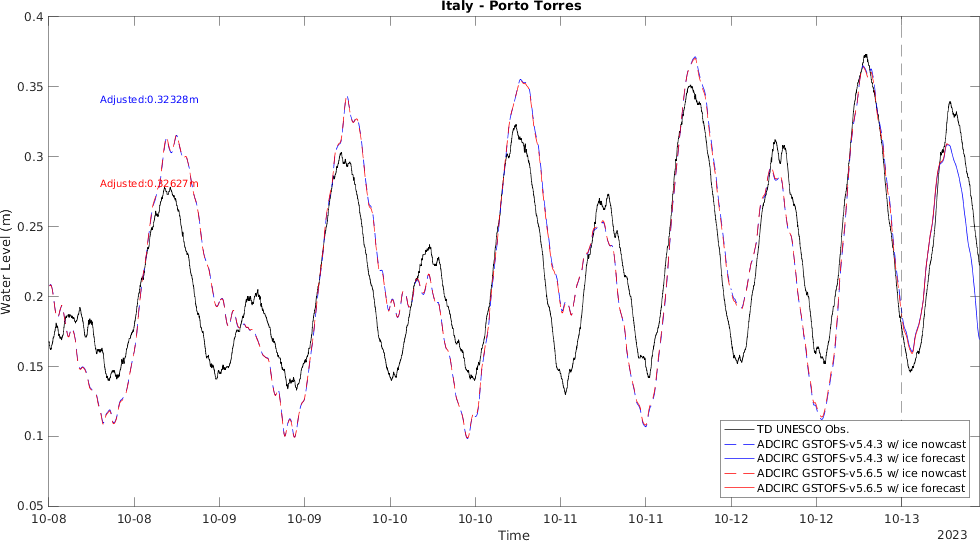 Italy - Porto Torres
0.4
0.35
0.3
0.25
0.2
0.15
0.1
0.05
Water Level (m)
Adjusted:0.32328m
Adjusted:0.32627m
TD UNESCO Obs.
ADCIRC GSTOFS-v5.4.3 w/ ice nowcast
ADCIRC GSTOFS-v5.4.3 w/ ice forecast
ADCIRC GSTOFS-v5.6.5 w/ ice nowcast
ADCIRC GSTOFS-v5.6.5 w/ ice forecast
10-08 10-08 10-09 10-09 10-10 10-10 10-11 10-11 10-12 10-12 10-13
Time
2023